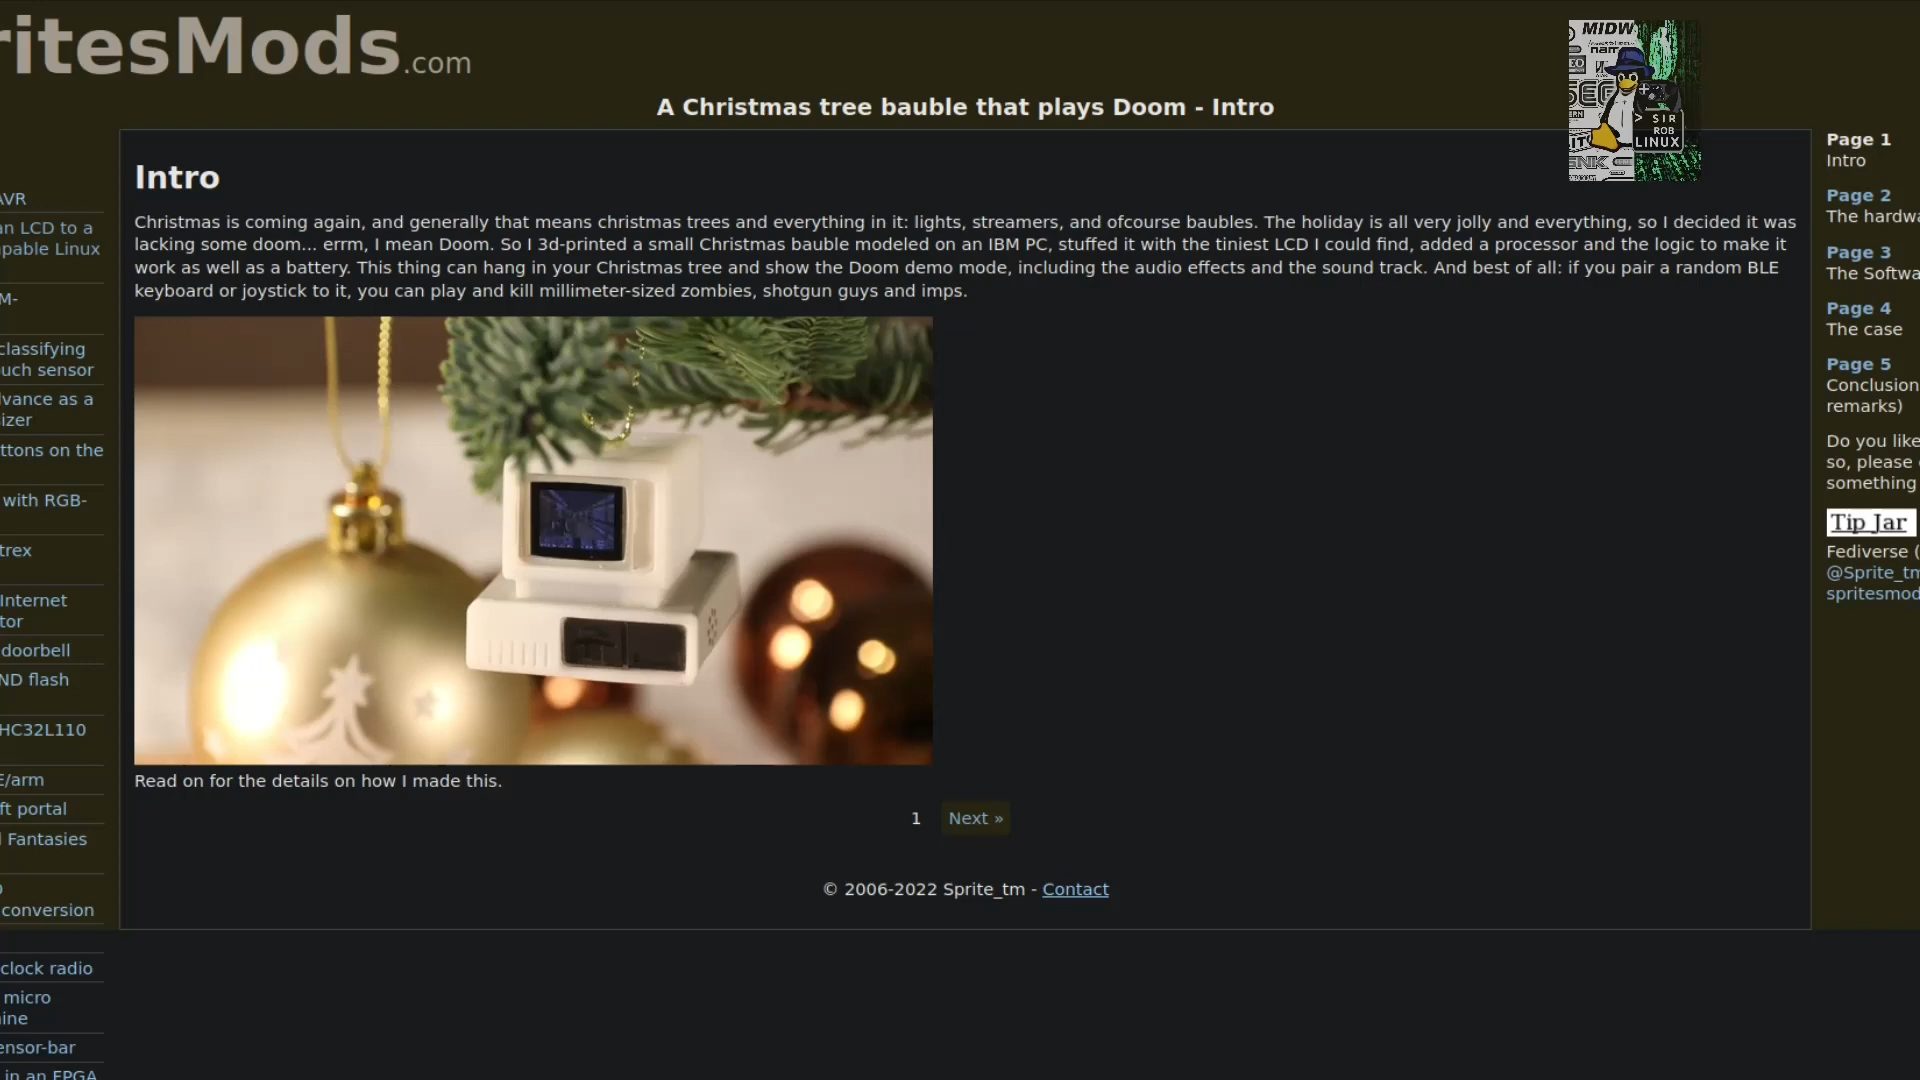 ritesMods.com
A Christmas tree bauble that plays Doom - Intro
MIDW
SIR
ROB
LINUX
AVR
an LCD to a
pable Linux
M-
classifying
uch sensor
dvance as a
sizer
ttons on the
with RGB-
trex
Internet
tor
doorbell
ND flash
HC32L110
E/arm
ft portal
l Fantasies
conversion
clock radio
micro
ine
ensor-bar
in an FPGA
Intro
Christmas is coming again, and generally that means christmas trees and everything in it: lights, streamers, and ofcourse baubles. The holiday is all very jolly and everything, so I decided it was
lacking some doom... errm, I mean Doom. So I 3d-printed a small Christmas bauble modeled on an IBM PC, stuffed it with the tiniest LCD I could find, added a processor and the logic to make it
work as well as a battery. This thing can hang in your Christmas tree and show the Doom demo mode, including the audio effects and the sound track. And best of all: if you pair a random BLE
keyboard or joystick to it, you can play and kill millimeter-sized zombies, shotgun guys and imps.
Read on for the details on how I made this.
1 Next »
© 2006-2022 Sprite_tm - Contact
Page 1
Intro
Page 2
The hardwa
Page 3
The Softwa
Page 4
The case
Page 5
Conclusion
remarks)
Do you like
so, please
something
Tip Jar
Fediverse (
@Sprite_tm
spritesmod